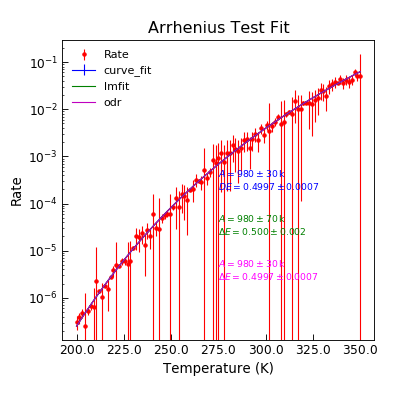 Arrhenius Test Fit
Rate
curve_fit
lmfit
odr
A = 980 ± 30 k
DE = 0.4997 ± 0.0007
A = 980 ± 70 k
ΔE = 0.500 ± 0.002
A = 980 ± 30 k
ΔE = 0.4997 ± 0.0007
Rate
10⁻¹
10⁻²
10⁻³
10⁻⁴
10⁻⁵
10⁻⁶
200.0 225.0 250.0 275.0 300.0 325.0 350.0
Temperature (K)